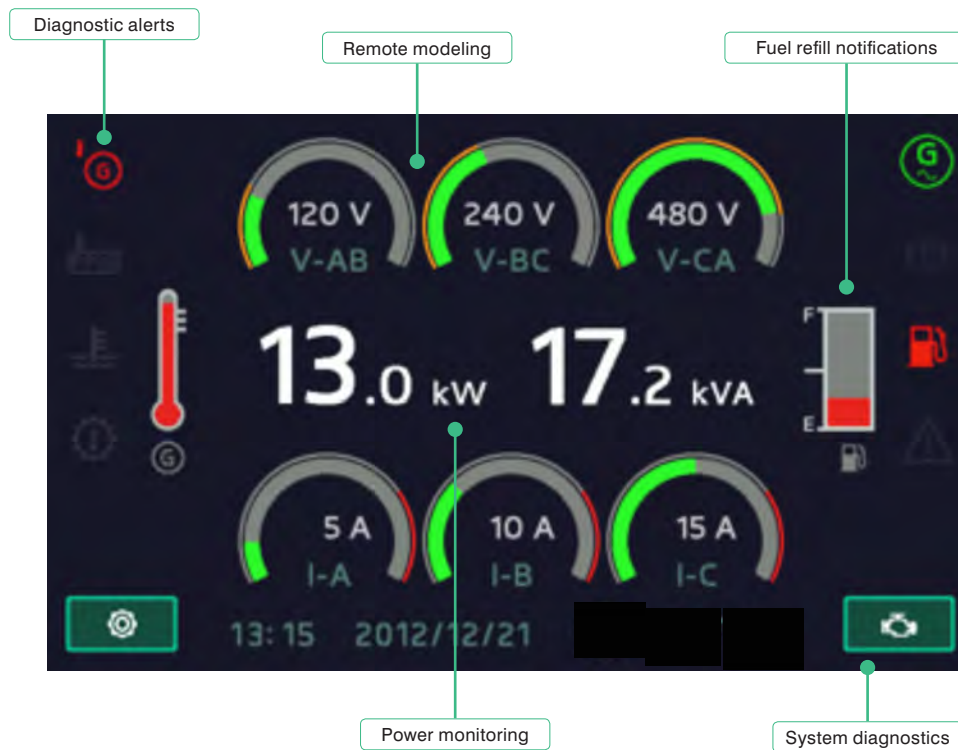 Diagnostic alerts
Remote modeling
Fuel refill notifications
G
G
120 V
240 V
480 V
V-AB
V-BC
V-CA
F
13.0 kW
17.2 kVA
E
G
5 A
10 A
15 A
I-A
I-B
I-C
13:15 2012/12/21
Power monitoring
System diagnostics